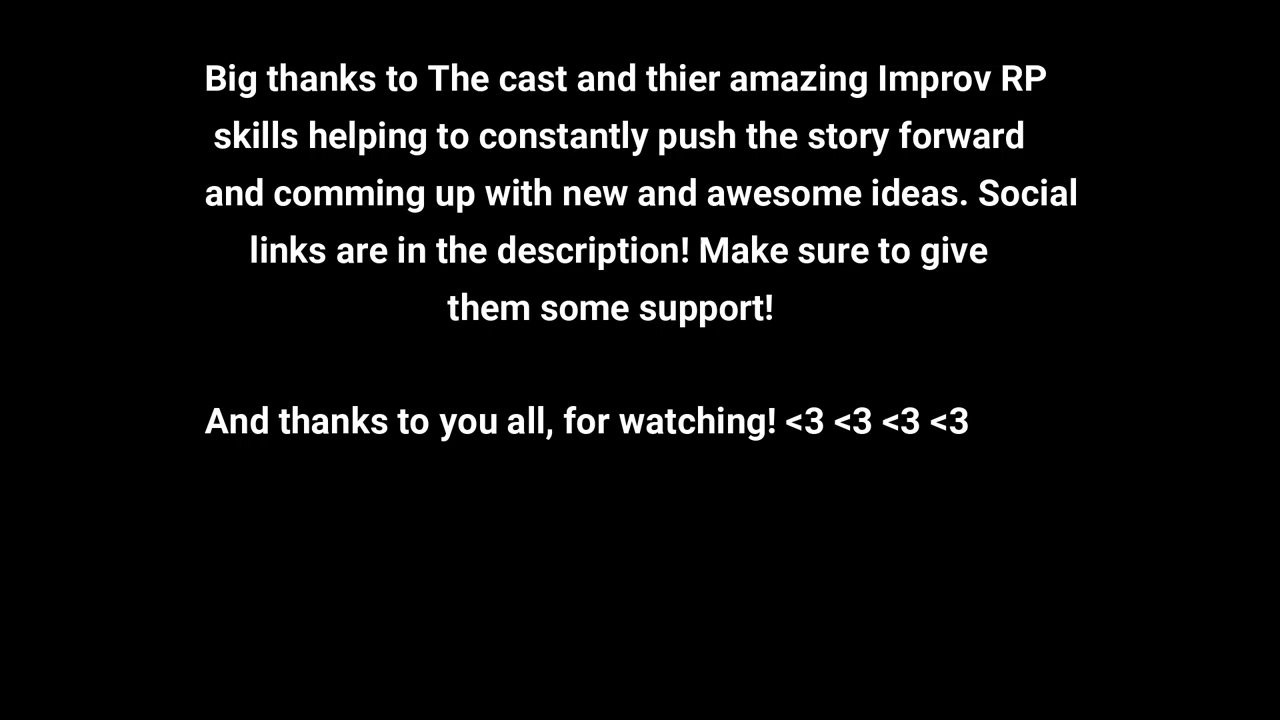 Big thanks to The cast and thier amazing Improv RP
skills helping to constantly push the story forward
and comming up with new and awesome ideas. Social
links are in the description! Make sure to give
them some support!
And thanks to you all, for watching! <3 <3 <3 <3